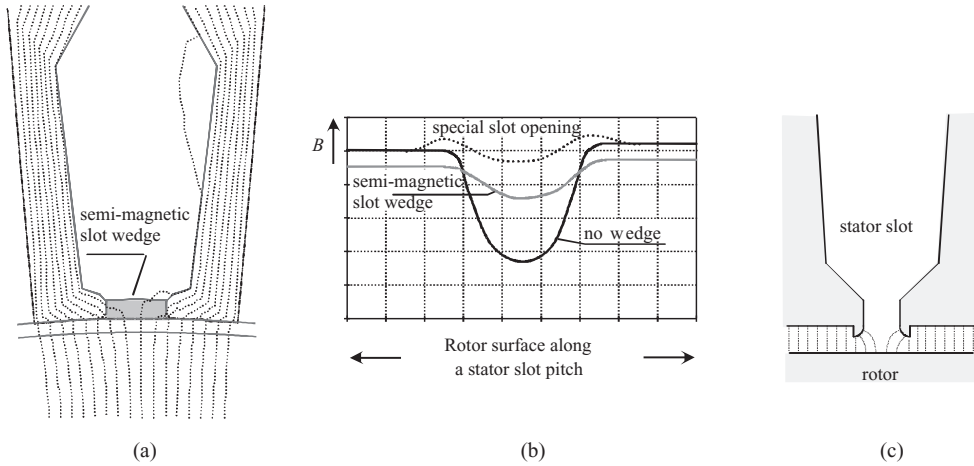 semi-magnetic
slot wedge
(a)
B
special slot opening
semi-magnetic
slot wedge
no wedge
Rotor surface along
a stator slot pitch
(b)
stator slot
rotor
(c)